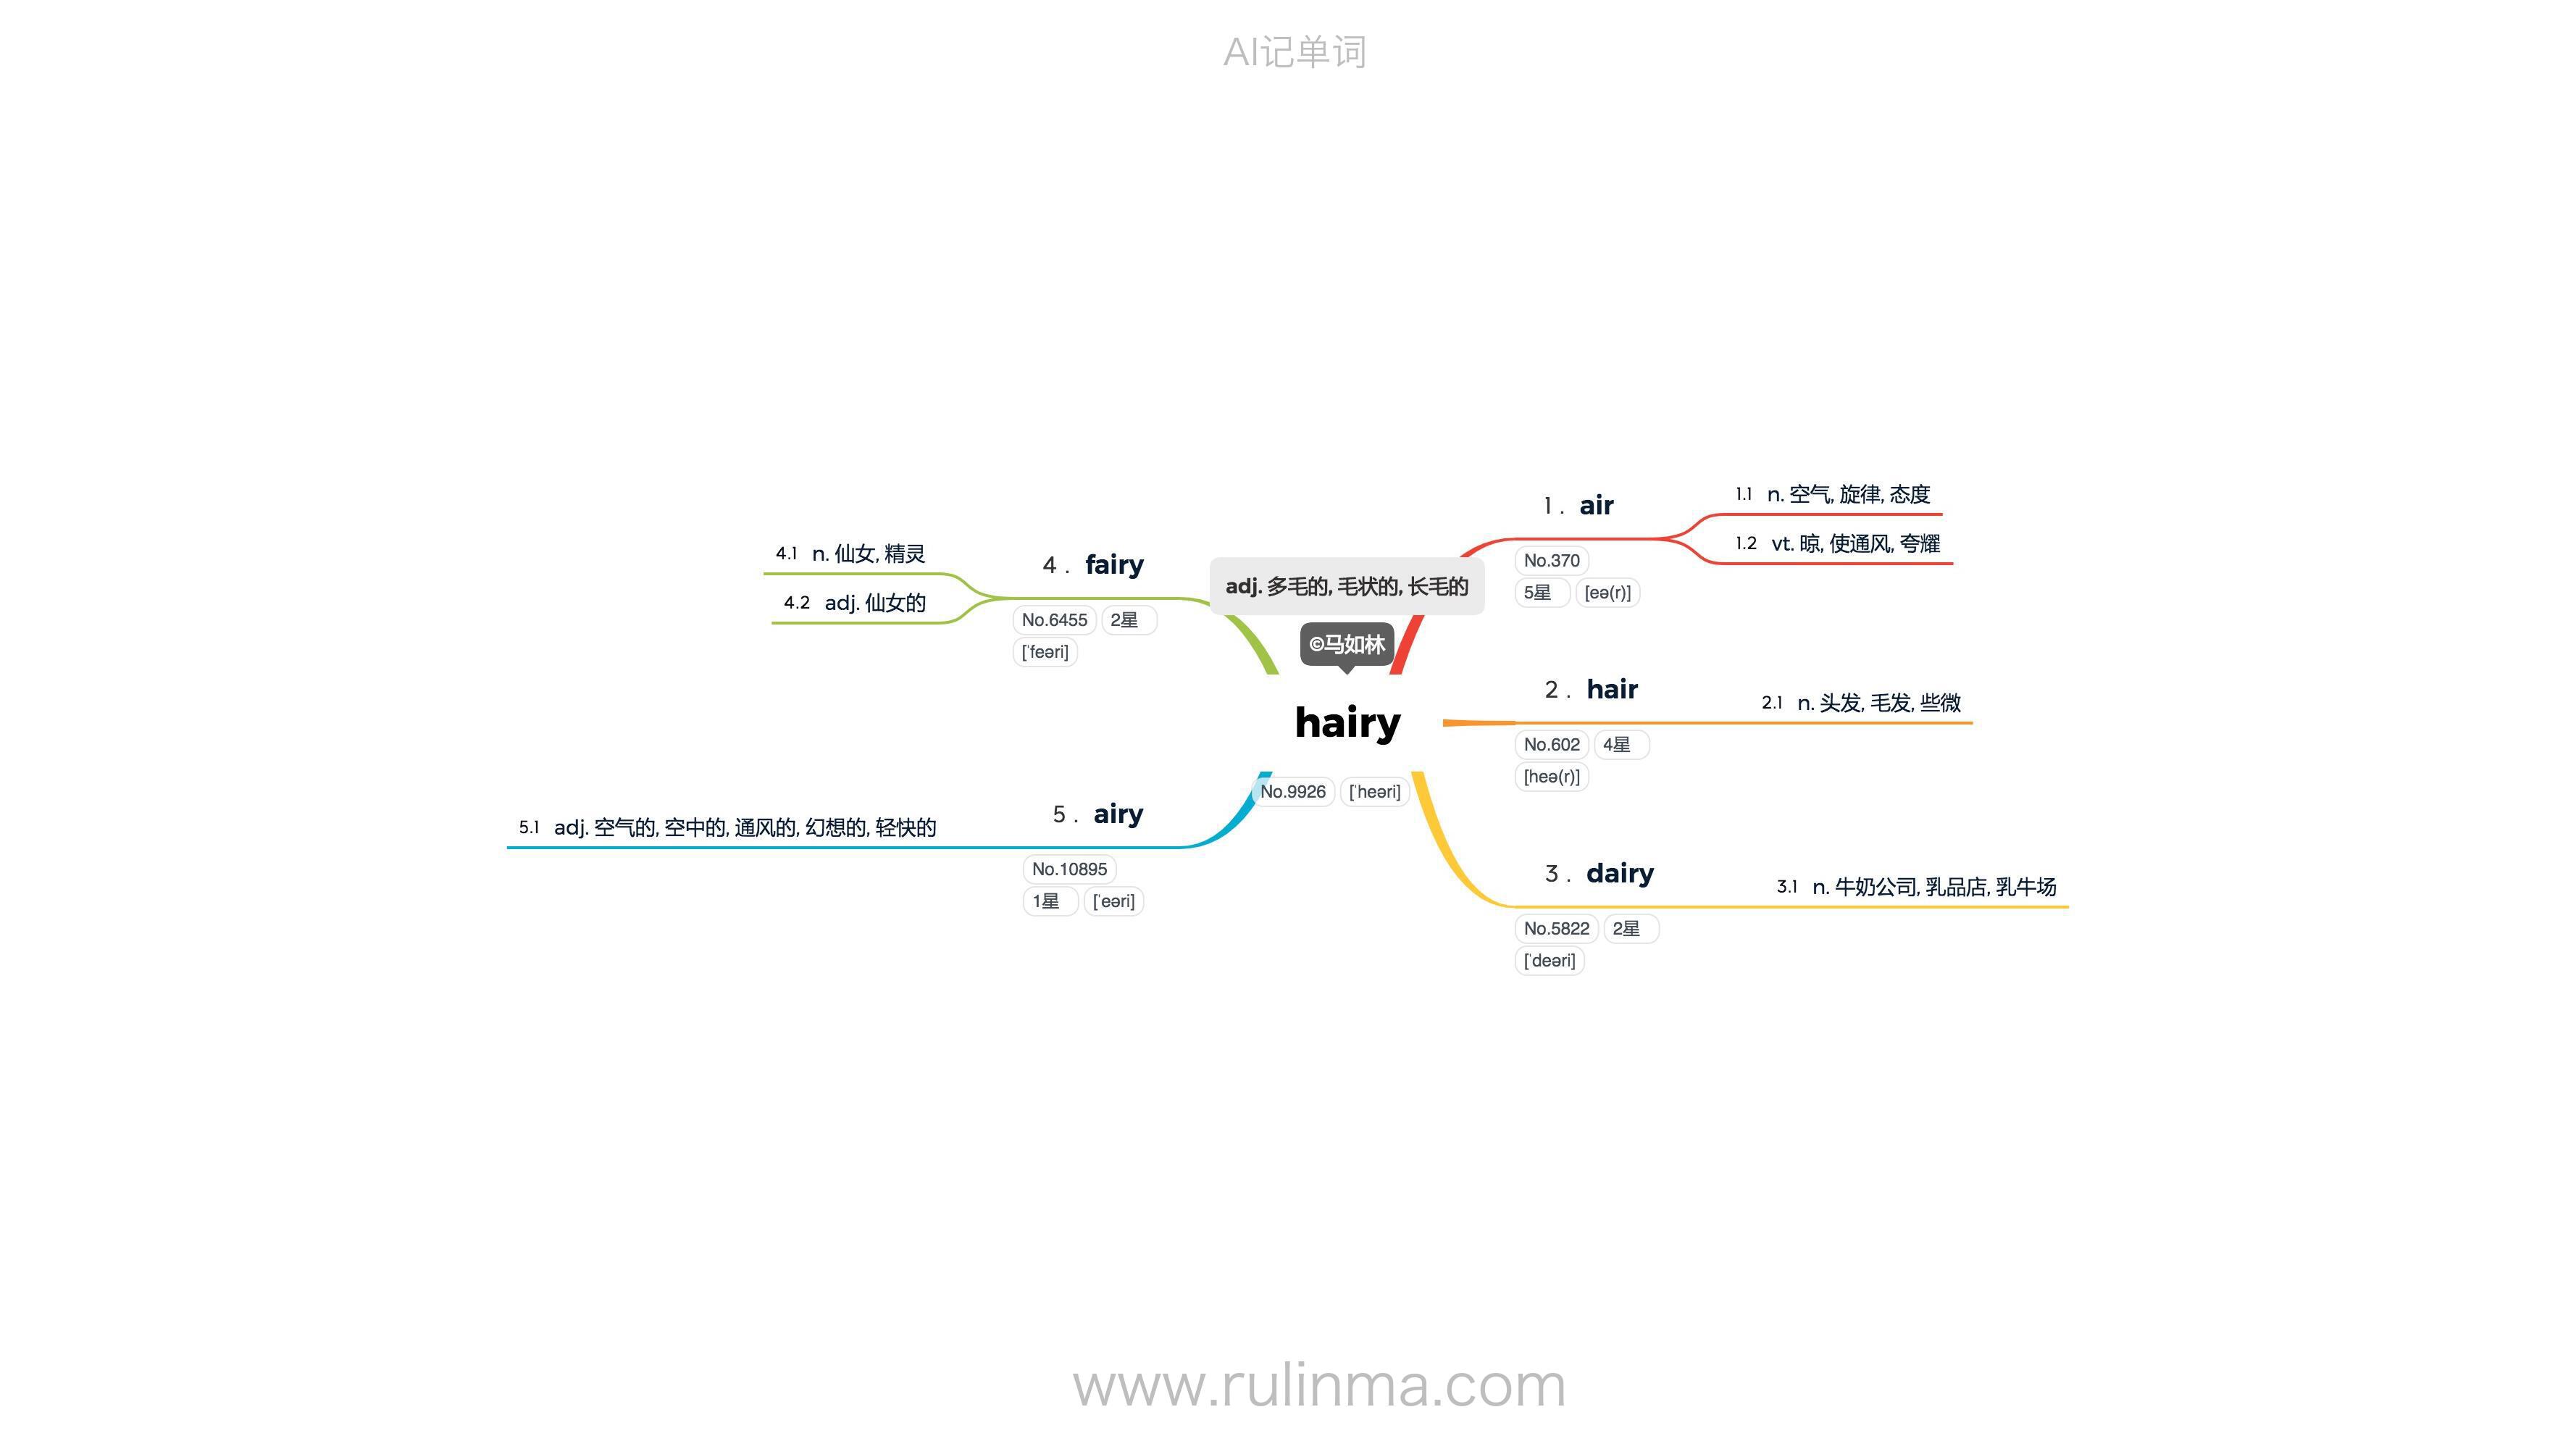 AI记单词
adj. 多毛的, 毛状的, 长毛的
©马如林
hairy
No.9926 [ˈheəri]
1 . air
No.370
5星 [eə(r)]
1.1 n. 空气, 旋律, 态度
1.2 vt. 晾, 使通风, 夸耀
2 . hair
No.602 4星
[heə(r)]
2.1 n. 头发, 毛发, 些微
3 . dairy
No.5822 2星
[ˈdeəri]
3.1 n. 牛奶公司, 乳品店, 乳牛场
4 . fairy
No.6455 2星
[ˈfeəri]
4.1 n. 仙女, 精灵
4.2 adj. 仙女的
5 . airy
No.10895
1星 [ˈeəri]
5.1 adj. 空气的, 空中的, 通风的, 幻想的, 轻快的
www.rulinma.com